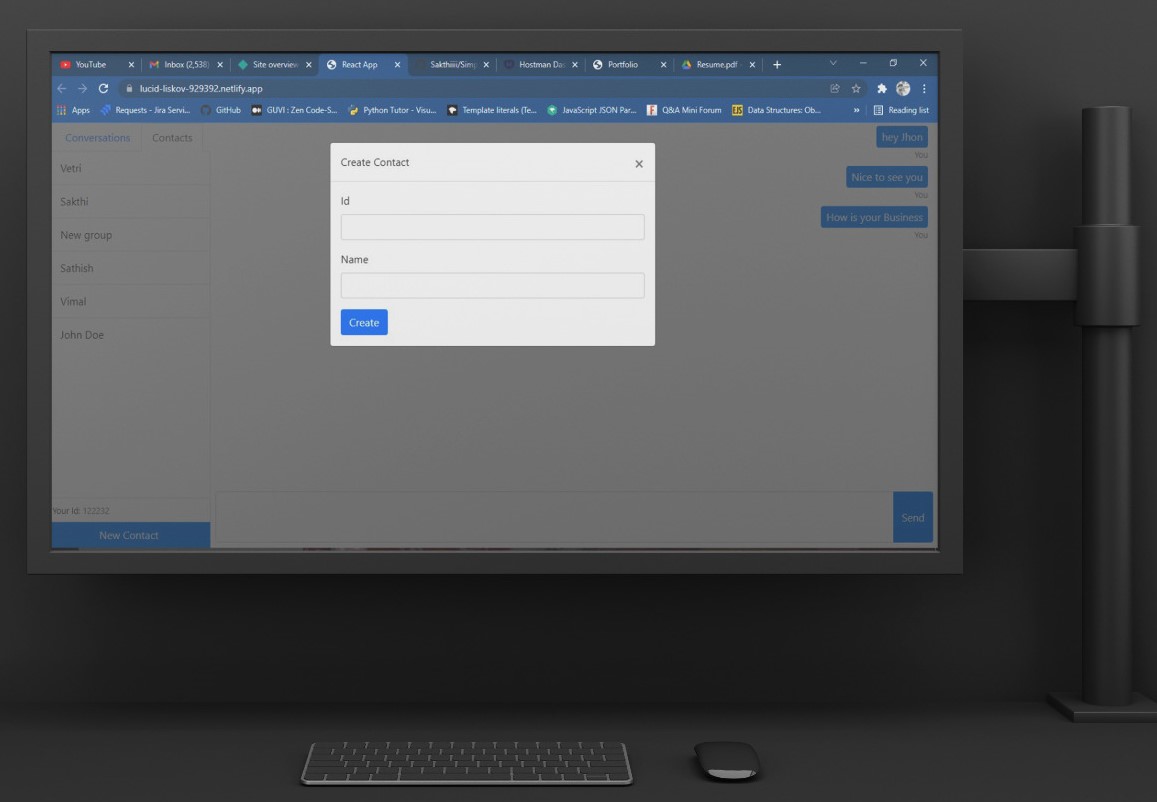 YouTube Inbox (2,538) Site overview React App Sakthiiii/Simp Hostman Das Portfolio Resume.pdf
lucid-liskov-929392.netlify.app
Apps Requests - Jira Servi... GitHub GUVI : Zen Code-S... Python Tutor - Visu... Template literals (Te... JavaScript JSON Par... Q&A Mini Forum EJS Data Structures: Ob... » Reading list
Conversations Contacts
Vetri
Sakthi
New group
Sathish
Vimal
John Doe
Your Id: 122232
New Contact
Create Contact
Id
Name
Create
hey Jhon
You
Nice to see you
You
How is your Business
You
Send